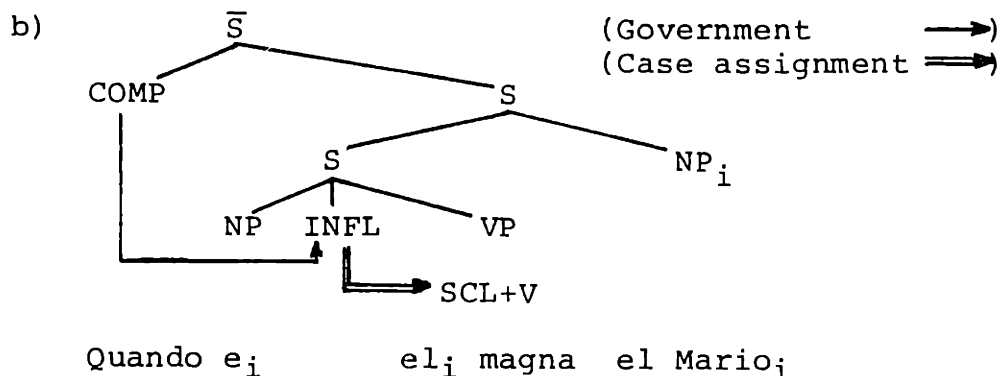 b) S̅ (Government →)
(Case assignment ⇒)
COMP S
S NP_i
NP INFL VP
SCL+V
Quando e_i el_i magna el Mario_i